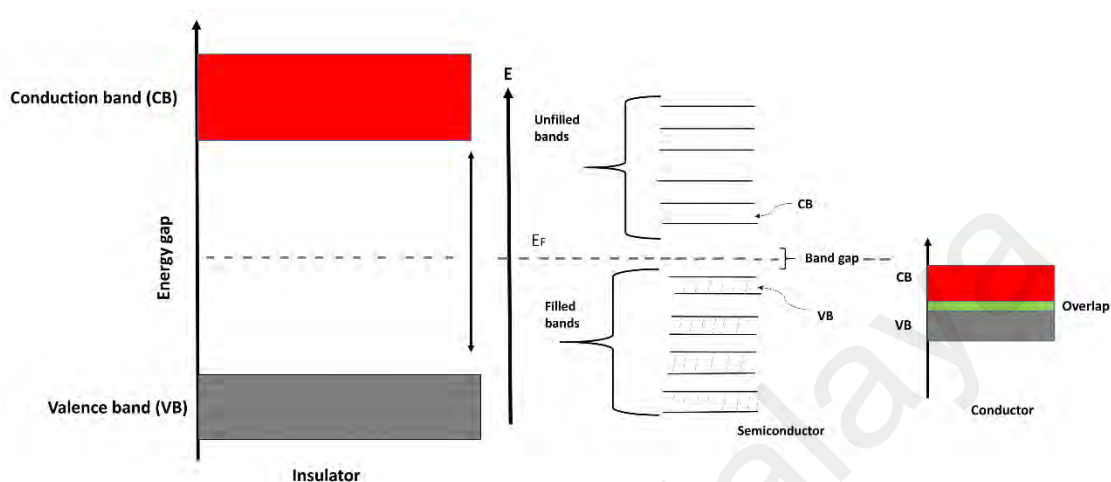 Conduction band (CB)
Energy gap
Valence band (VB)
Insulator
E
EF
Unfilled
bands
CB
Band gap
Filled
bands
VB
Semiconductor
CB
Overlap
VB
Conductor